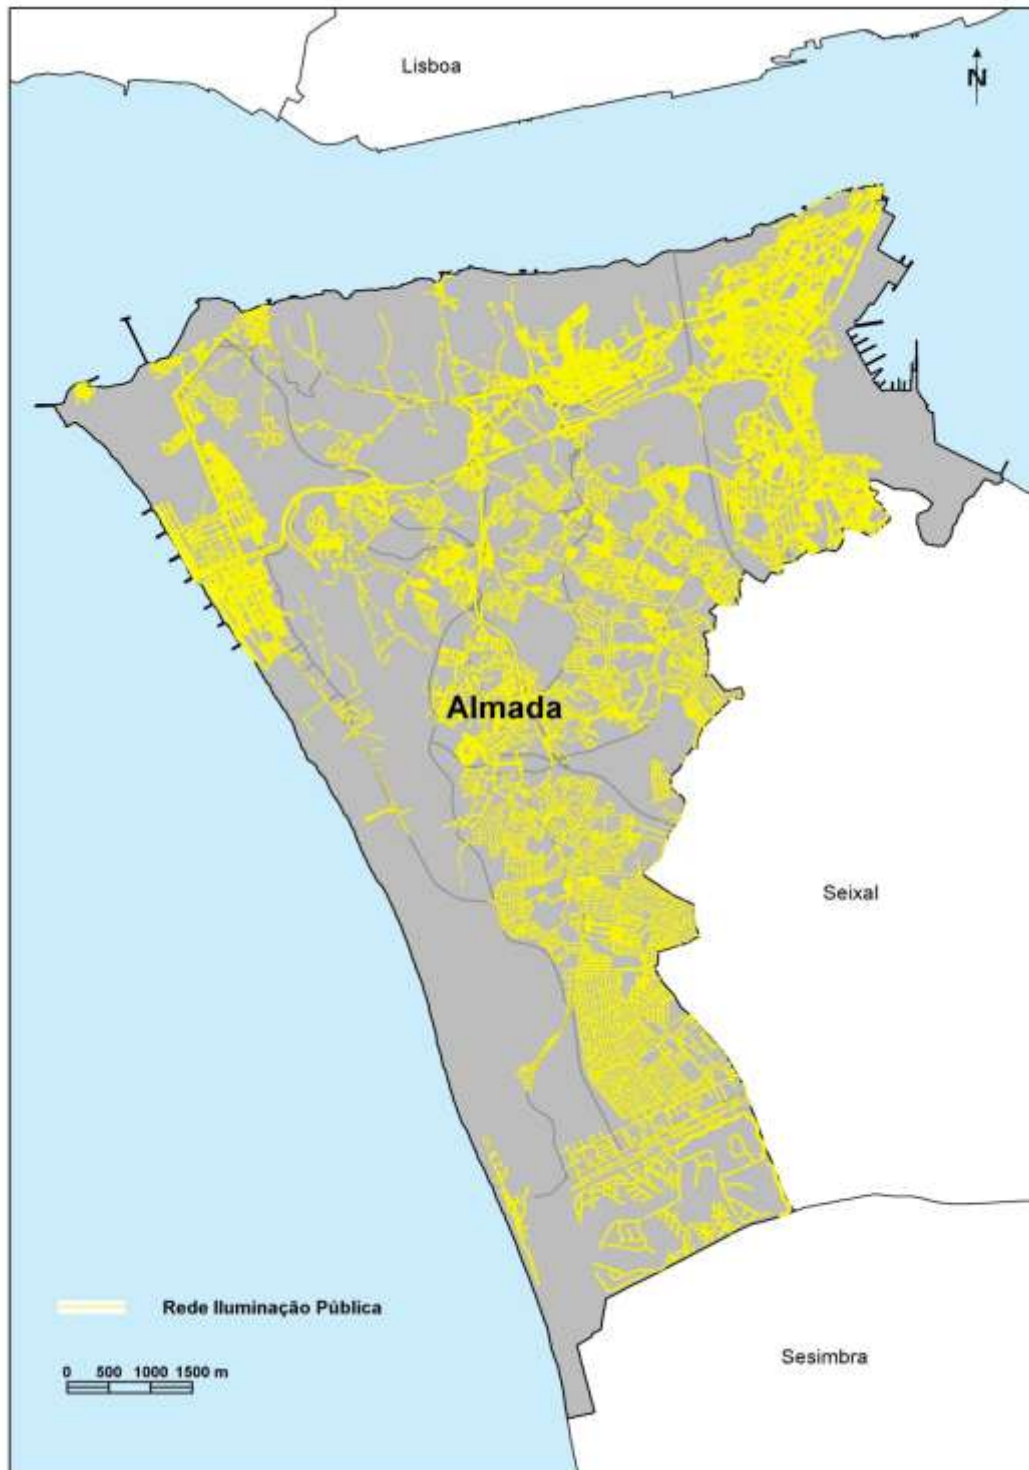 Lisboa
N
Almada
Seixal
Rede Iluminação Pública
0 500 1000 1500 m
Sesimbra